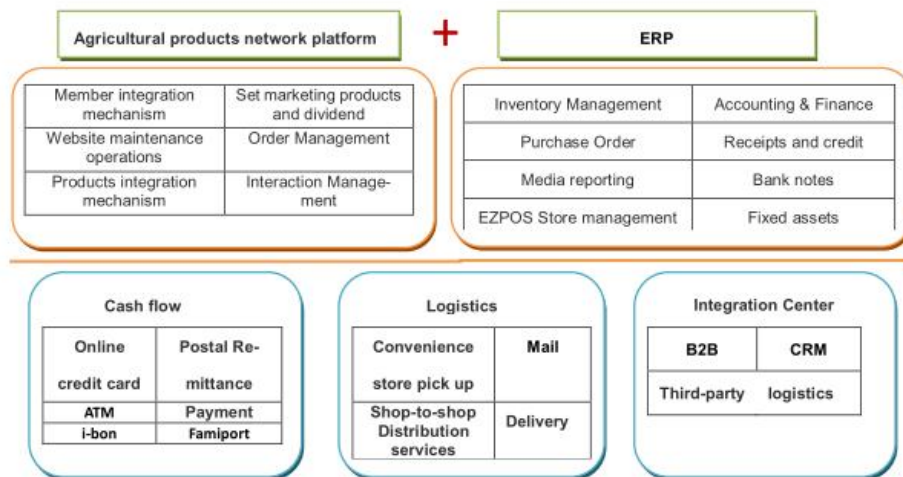 Agricultural products network platform + ERP
Member integration mechanism
Set marketing products and dividend
Website maintenance operations
Order Management
Products integration mechanism
Interaction Manage-
ment
Inventory Management
Accounting & Finance
Purchase Order
Receipts and credit
Media reporting
Bank notes
EZPOS Store management
Fixed assets
Cash flow
Online
credit card
Postal Re-
mittance
ATM
Payment
i-bon
Famiport
Logistics
Convenience
store pick up
Mail
Shop-to-shop
Distribution
services
Delivery
Integration Center
B2B
CRM
Third-party logistics